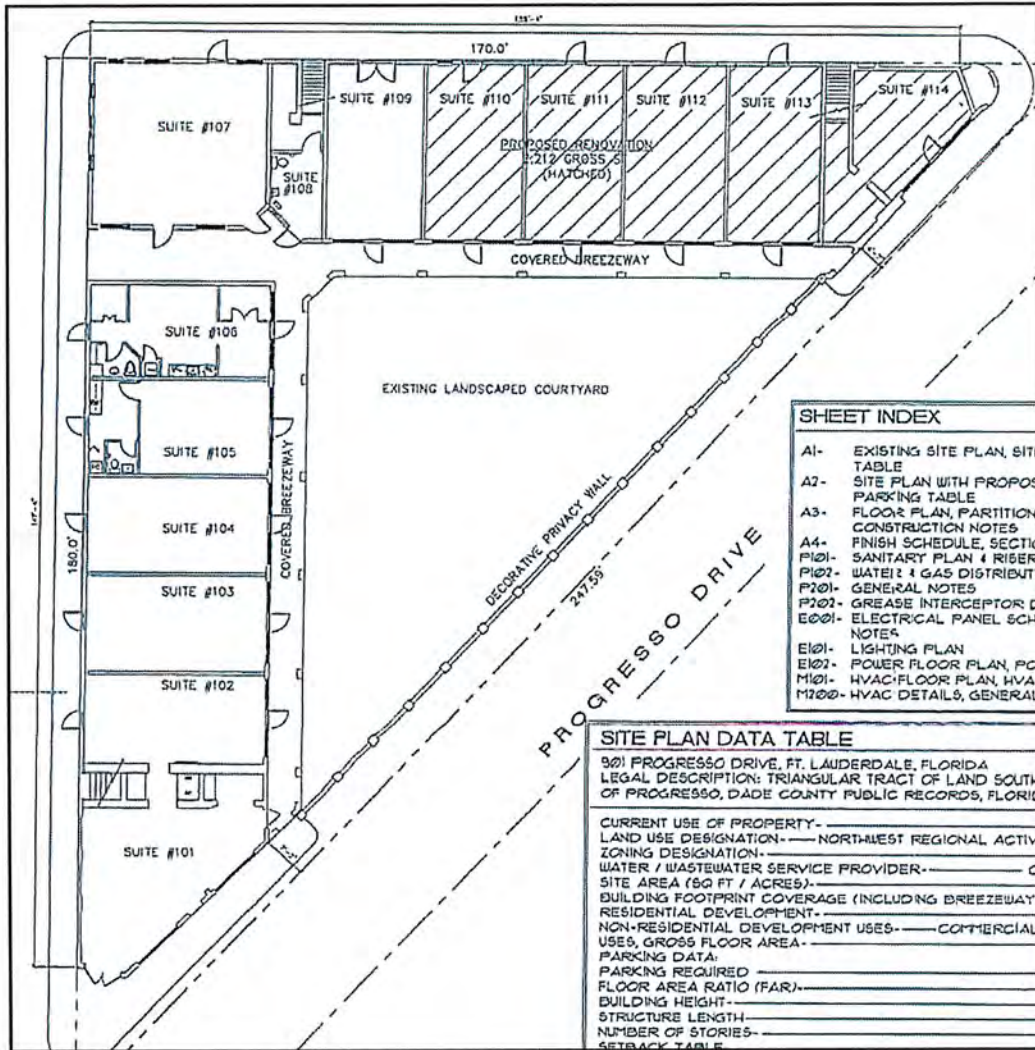 170.0'
SUITE #107
SUITE #108
SUITE #109
SUITE #110
SUITE #111
SUITE #112
SUITE #113
SUITE #114
PROPOSED RENOVATION
GROSS
(HATCHED)
COVERED BREEZEWAY
SUITE #106
EXISTING LANDSCAPED COURTYARD
SUITE #105
COVERED BREEZEWAY
SUITE #104
180.0'
SUITE #103
SUITE #102
SUITE #101
DECORATIVE PRIVACY WALL
247.59'
PROGRESSO DRIVE
SHEET INDEX
A1- EXISTING SITE PLAN, SITE
TABLE
A2- SITE PLAN WITH PROPOS
PARKING TABLE
A3- FLOOR PLAN, PARTITION
CONSTRUCTION NOTES
A4- FINISH SCHEDULE, SECTIO
P101- SANITARY PLAN & RISER
P102- WATER & GAS DISTRIBUT
P201- GENERAL NOTES
P202- GREASE INTERCEPTOR D
E001- ELECTRICAL PANEL SCH
NOTES
E101- LIGHTING PLAN
E102- POWER FLOOR PLAN, PO
M101- HVAC FLOOR PLAN, HVA
M200- HVAC DETAILS, GENERAL
SITE PLAN DATA TABLE
901 PROGRESSO DRIVE, FT. LAUDERDALE, FLORIDA
LEGAL DESCRIPTION: TRIANGULAR TRACT OF LAND SOUTH
OF PROGRESSO, DADE COUNTY PUBLIC RECORDS, FLORI
CURRENT USE OF PROPERTY-
LAND USE DESIGNATION- NORTHWEST REGIONAL ACTIV
ZONING DESIGNATION-
WATER / WASTEWATER SERVICE PROVIDER-
SITE AREA (SQ FT / ACRES)-
BUILDING FOOTPRINT COVERAGE (INCLUDING BREEZEWAY
RESIDENTIAL DEVELOPMENT-
NON-RESIDENTIAL DEVELOPMENT USES- COMMERCIAL
USES, GROSS FLOOR AREA-
PARKING DATA:
PARKING REQUIRED
FLOOR AREA RATIO (FAR)-
BUILDING HEIGHT-
STRUCTURE LENGTH-
NUMBER OF STORIES-
SETBACK TABLE